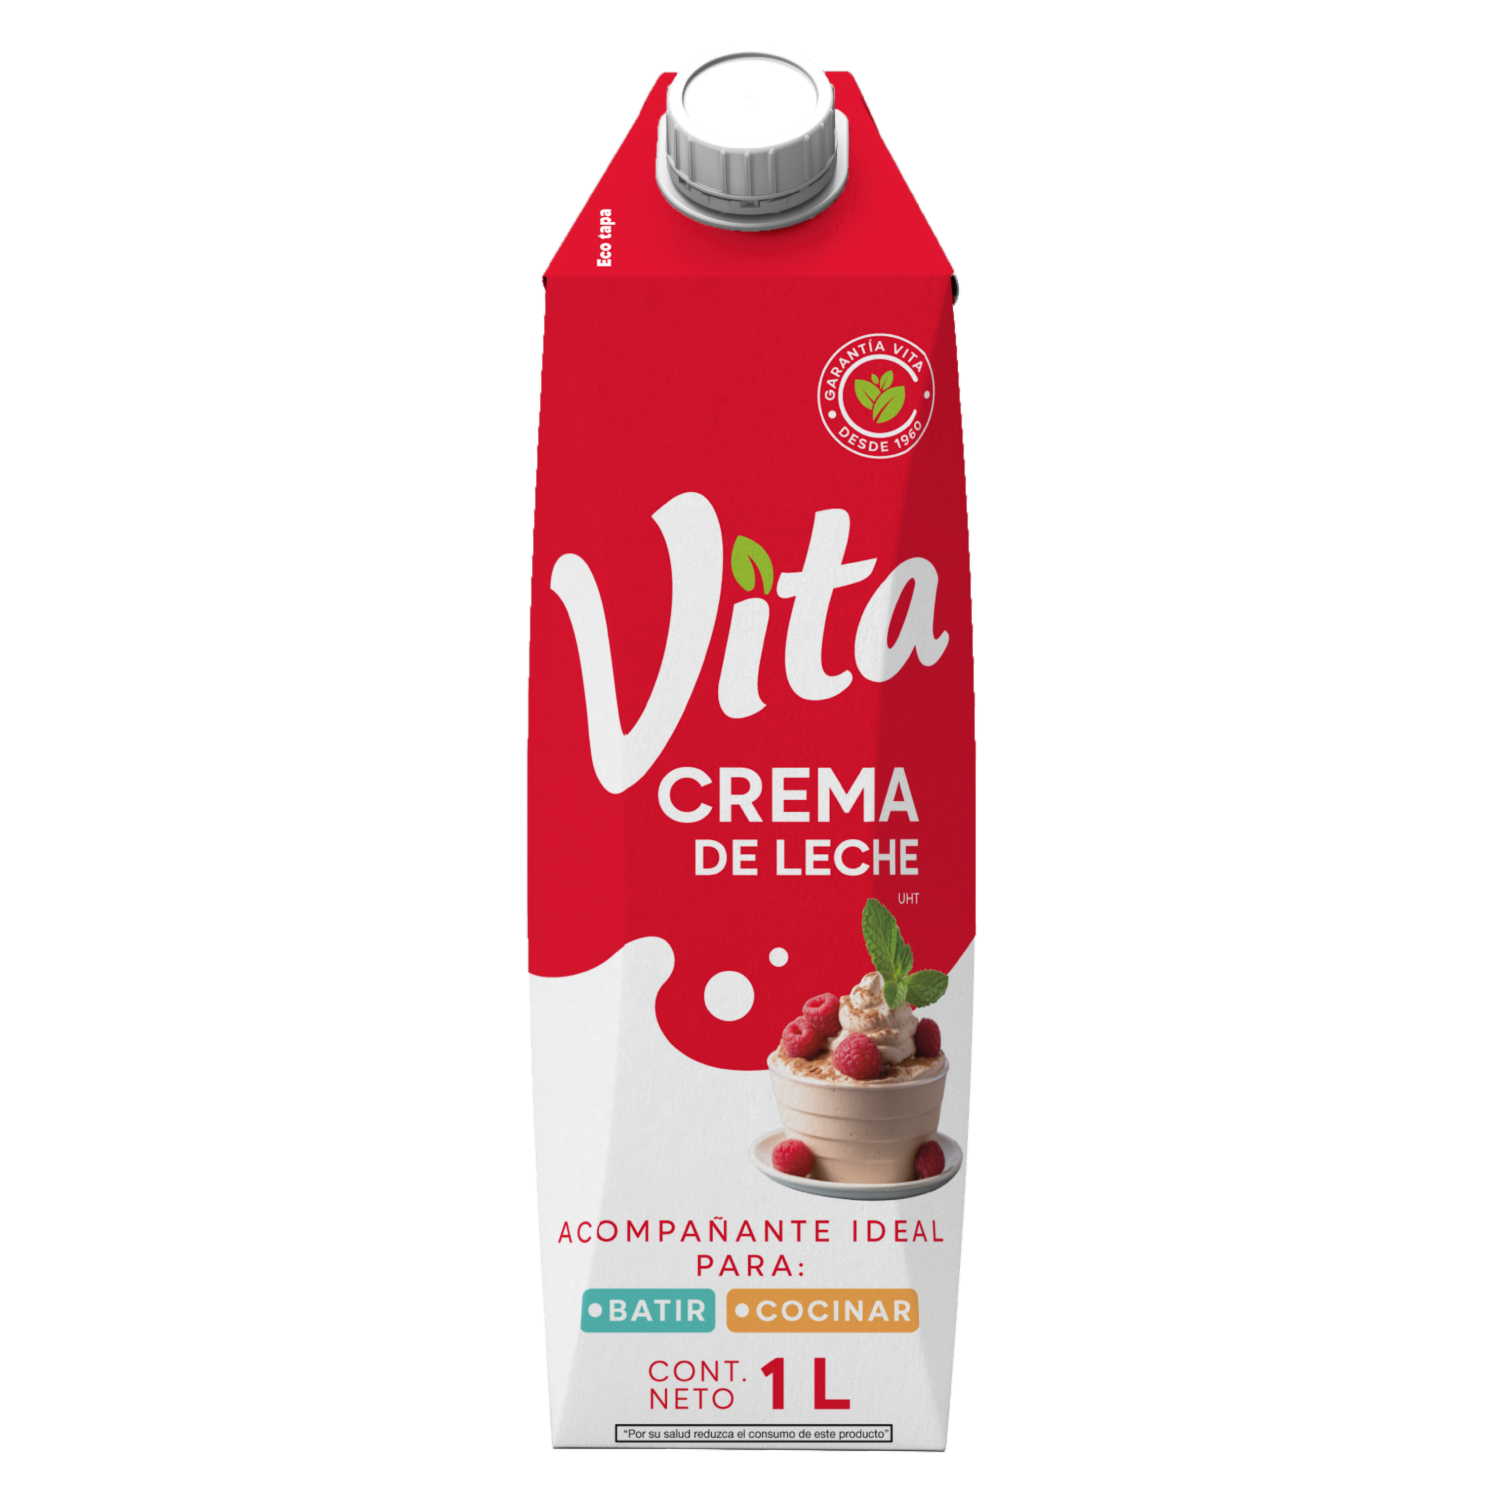 Eco tapa
GARANTÍA VITA
DESDE 1960
Vita
CREMA
DE LECHE
UHT
ACOMPAÑANTE IDEAL
PARA:
•BATIR •COCINAR
CONT.
NETO 1 L
"Por su salud reduzca el consumo de este producto"